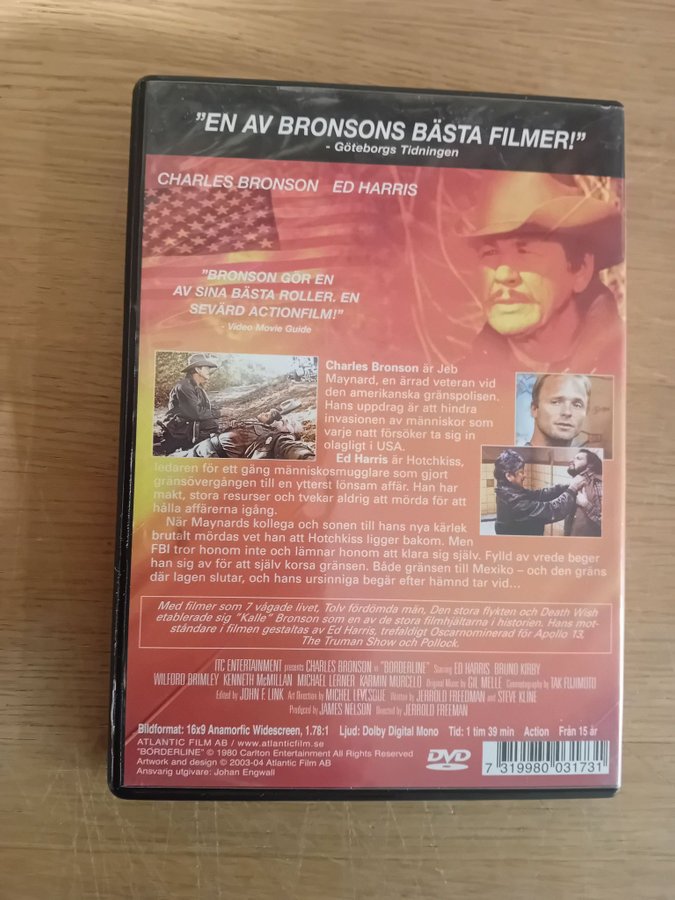 "EN AV BRONSONS BÄSTA FILMER!"
- Göteborgs Tidningen
CHARLES BRONSON ED HARRIS
"BRONSON GÖR EN
AV SINA BÄSTA ROLLER. EN
SEVÄRD ACTIONFILM!"
- Video Movie Guide
Charles Bronson är Jeb
Maynard, en ärrad veteran vid
den amerikanska gränspolisen.
Hans uppdrag är att hindra
invasionen av människor som
varje natt försöker ta sig in
olagligt i USA.
Ed Harris är Hotchkiss,
ledaren för ett gäng människosmugglare som gjort
gränsövergången till en ytterst lönsam affär. Han har
makt, stora resurser och tvekar aldrig att mörda för att
hålla affärerna igång.
När Maynards kollega och sonen till hans nya kärlek
brutalt mördas vet han att Hotchkiss ligger bakom. Men
FBI tror honom inte och lämnar honom att klara sig själv. Fylld av vrede beger
han sig av för att själv korsa gränsen. Både gränsen till Mexiko – och den gräns
där lagen slutar, och hans ursinniga begär efter hämnd tar vid...
Med filmer som 7 vågade livet, Tolv fördömda män, Den stora flykten och Death Wish
etablerade sig "Kalle" Bronson som en av de stora filmhjältarna i historien. Hans mot-
ståndare i filmen gestaltas av Ed Harris, trefaldigt Oscarnominerad för Apollo 13,
The Truman Show och Pollock.
ITC ENTERTAINMENT presents CHARLES BRONSON in "BORDERLINE" Starring ED HARRIS, BRUNO KIRBY
WILFORD BRIMLEY, KENNETH McMILLAN, MICHAEL LERNER, KARMIN MURCELO Original Music by GIL MELLE Cinematography by TAK FUJIMOTO
Edited by JOHN F. LINK Art Direction by MICHEL LEVESQUE Written by JERROLD FREEDMAN and STEVE KLINE
Produced by JAMES NELSON Directed by JERROLD FREEMAN
Bildformat: 16x9 Anamorfic Widescreen, 1.78:1 Ljud: Dolby Digital Mono Tid: 1 tim 39 min Action Från 15 år
ATLANTIC FILM AB / www.atlanticfilm.se
"BORDERLINE" © 1980 Carlton Entertainment All Rights Reserved
Artwork and design © 2003-04 Atlantic Film AB
Ansvarig utgivare: Johan Engwall
DVD
VIDEO
7 319980 031731